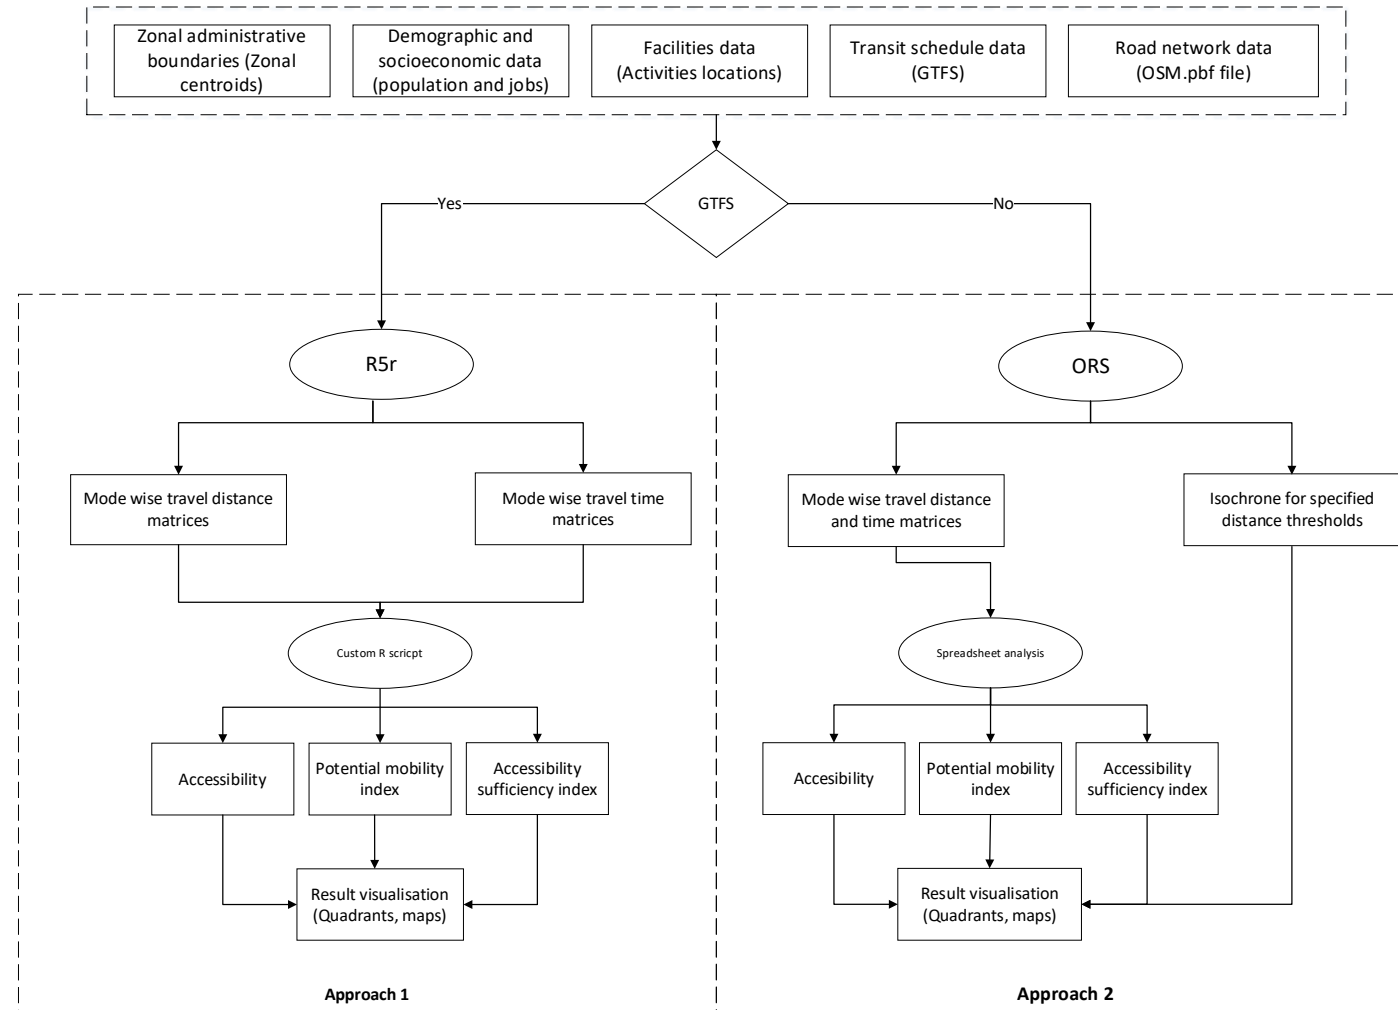 Zonal administrative
boundaries (Zonal
centroids)
Demographic and
socioeconomic data
(population and jobs)
Facilities data
(Activities locations)
Transit schedule data
(GTFS)
Road network data
(OSM.pbf file)
GTFS
Yes
No
R5r
ORS
Mode wise travel distance
matrices
Mode wise travel time
matrices
Mode wise travel distance
and time matrices
Isochrone for specified
distance thresholds
Custom R scricpt
Spreadsheet analysis
Accessibility
Potential mobility
index
Accessibility
sufficiency index
Accesibility
Potential mobility
index
Accessibility
sufficiency index
Result visualisation
(Quadrants, maps)
Result visualisation
(Quadrants, maps)
Approach 1
Approach 2